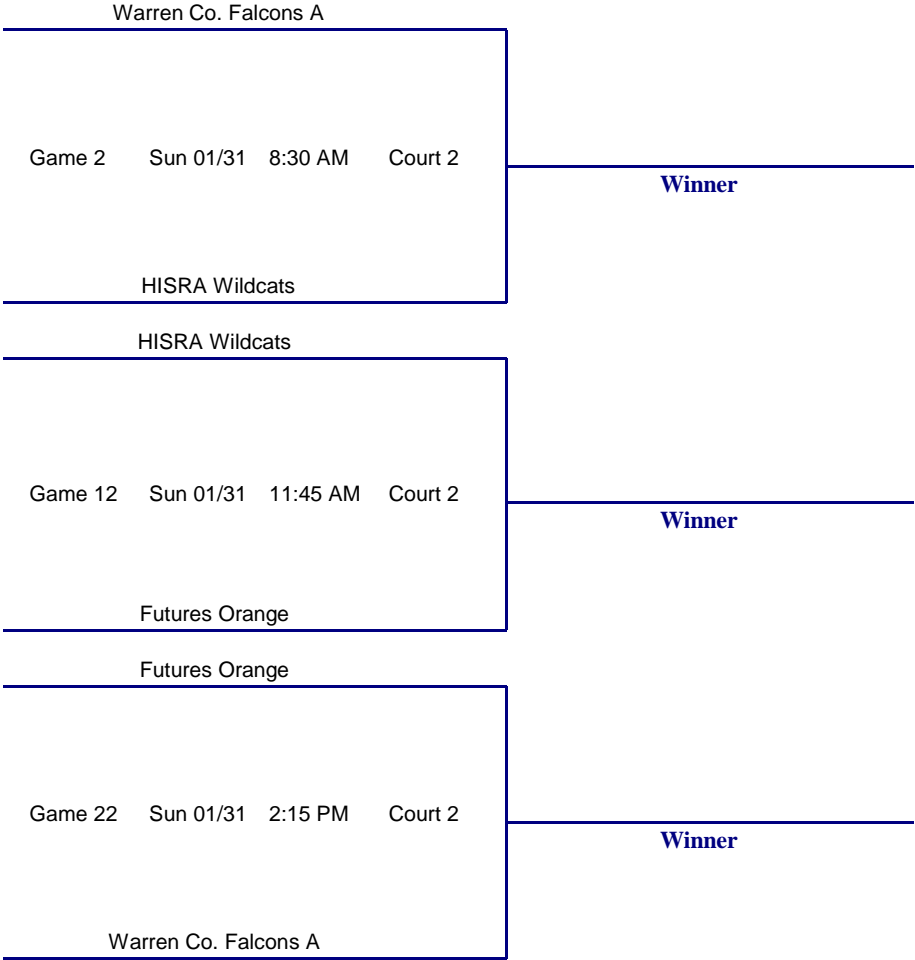 Warren Co. Falcons A
Game 2 Sun 01/31 8:30 AM Court 2
Winner
HISRA Wildcats
HISRA Wildcats
Game 12 Sun 01/31 11:45 AM Court 2
Winner
Futures Orange
Futures Orange
Game 22 Sun 01/31 2:15 PM Court 2
Winner
Warren Co. Falcons A